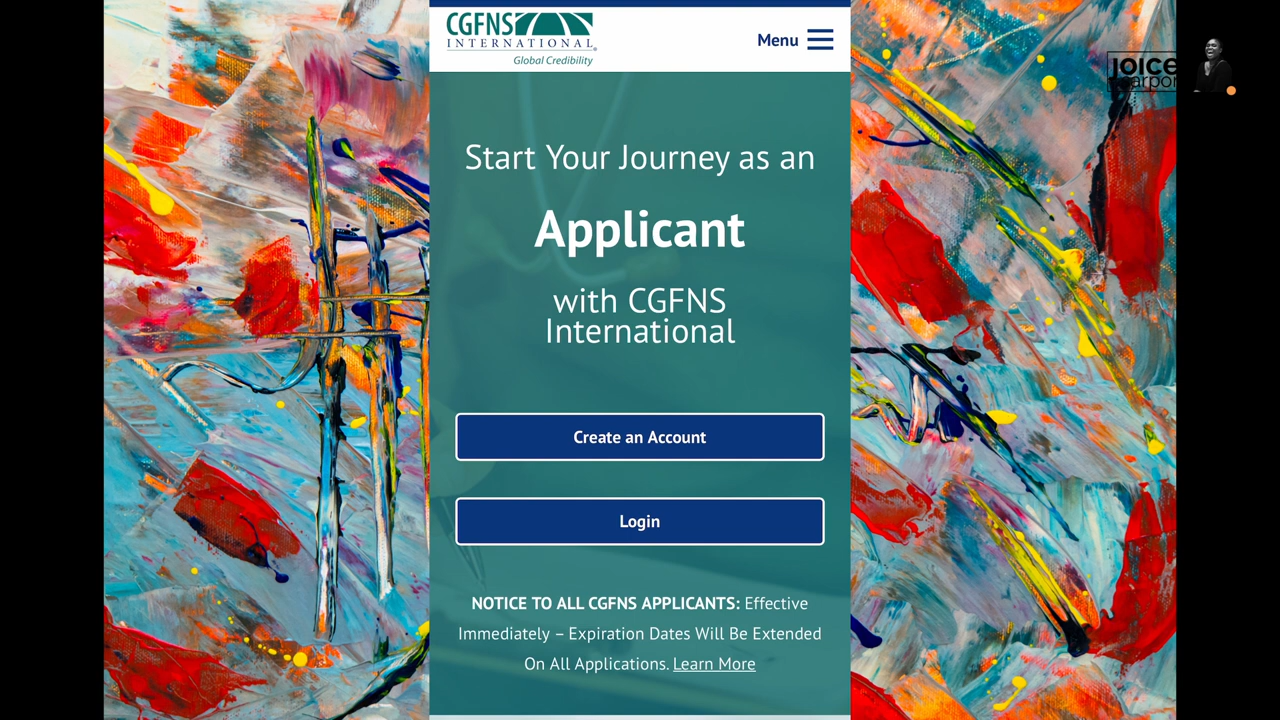 CGFNS
INTERNATIONAL®
Global Credibility
Menu
JOICE
Start Your Journey as an
Applicant
with CGFNS
International
Create an Account
Login
NOTICE TO ALL CGFNS APPLICANTS: Effective
Immediately – Expiration Dates Will Be Extended
On All Applications. Learn More